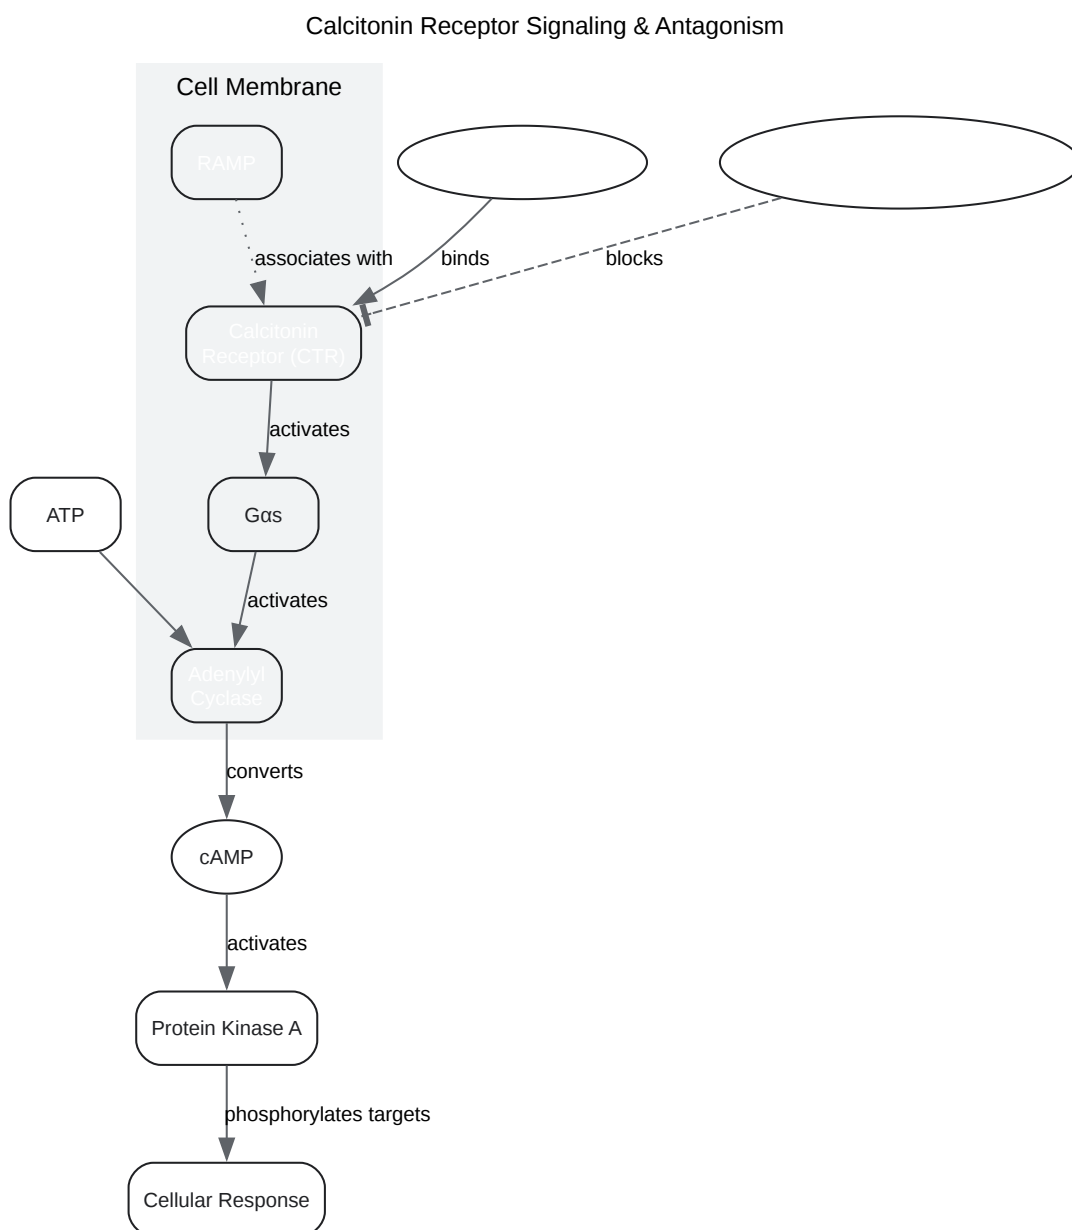 Calcitonin Receptor Signaling & Antagonism
Cell Membrane
RAMP
associates with
binds
blocks
Calcitonin
Receptor (CTR)
activates
ATP
Gαs
activates
Adenylyl
Cyclase
converts
cAMP
activates
Protein Kinase A
phosphorylates targets
Cellular Response